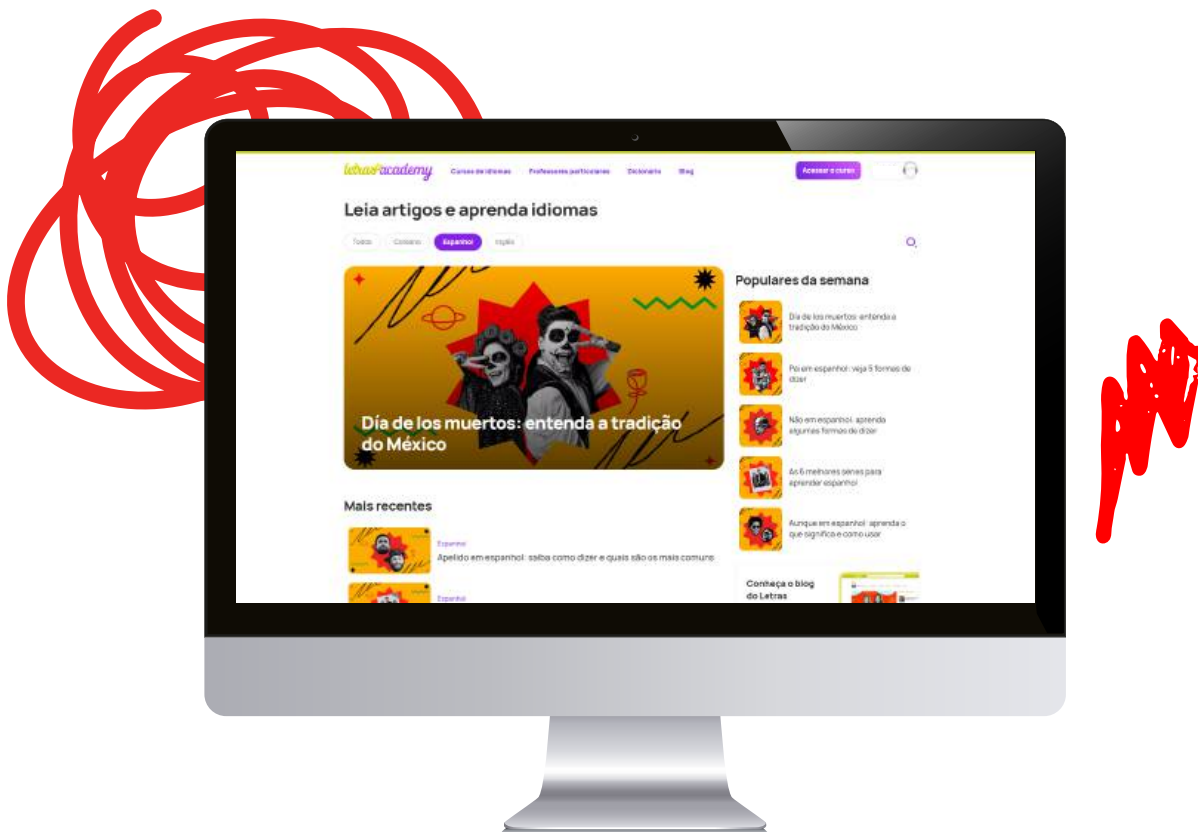 letras academy
Cursos de idiomas
Professores particulares
Dicionário
Blog
Acessar o curso
Leia artigos e aprenda idiomas
Todos
Coreano
Espanhol
Inglês
Día de los muertos: entenda a tradição
do México
Populares da semana
Día de los muertos: entenda a
tradição do México
Pai em espanhol: veja 5 formas de
dizer
Não em espanhol: aprenda
algumas formas de dizer
As 6 melhores séries para
aprender espanhol
Aunque em espanhol: aprenda o
que significa e como usar
Mais recentes
Espanhol
Apelido em espanhol: saiba como dizer e quais são os mais comuns
Espanhol
Conheça o blog
do Letras